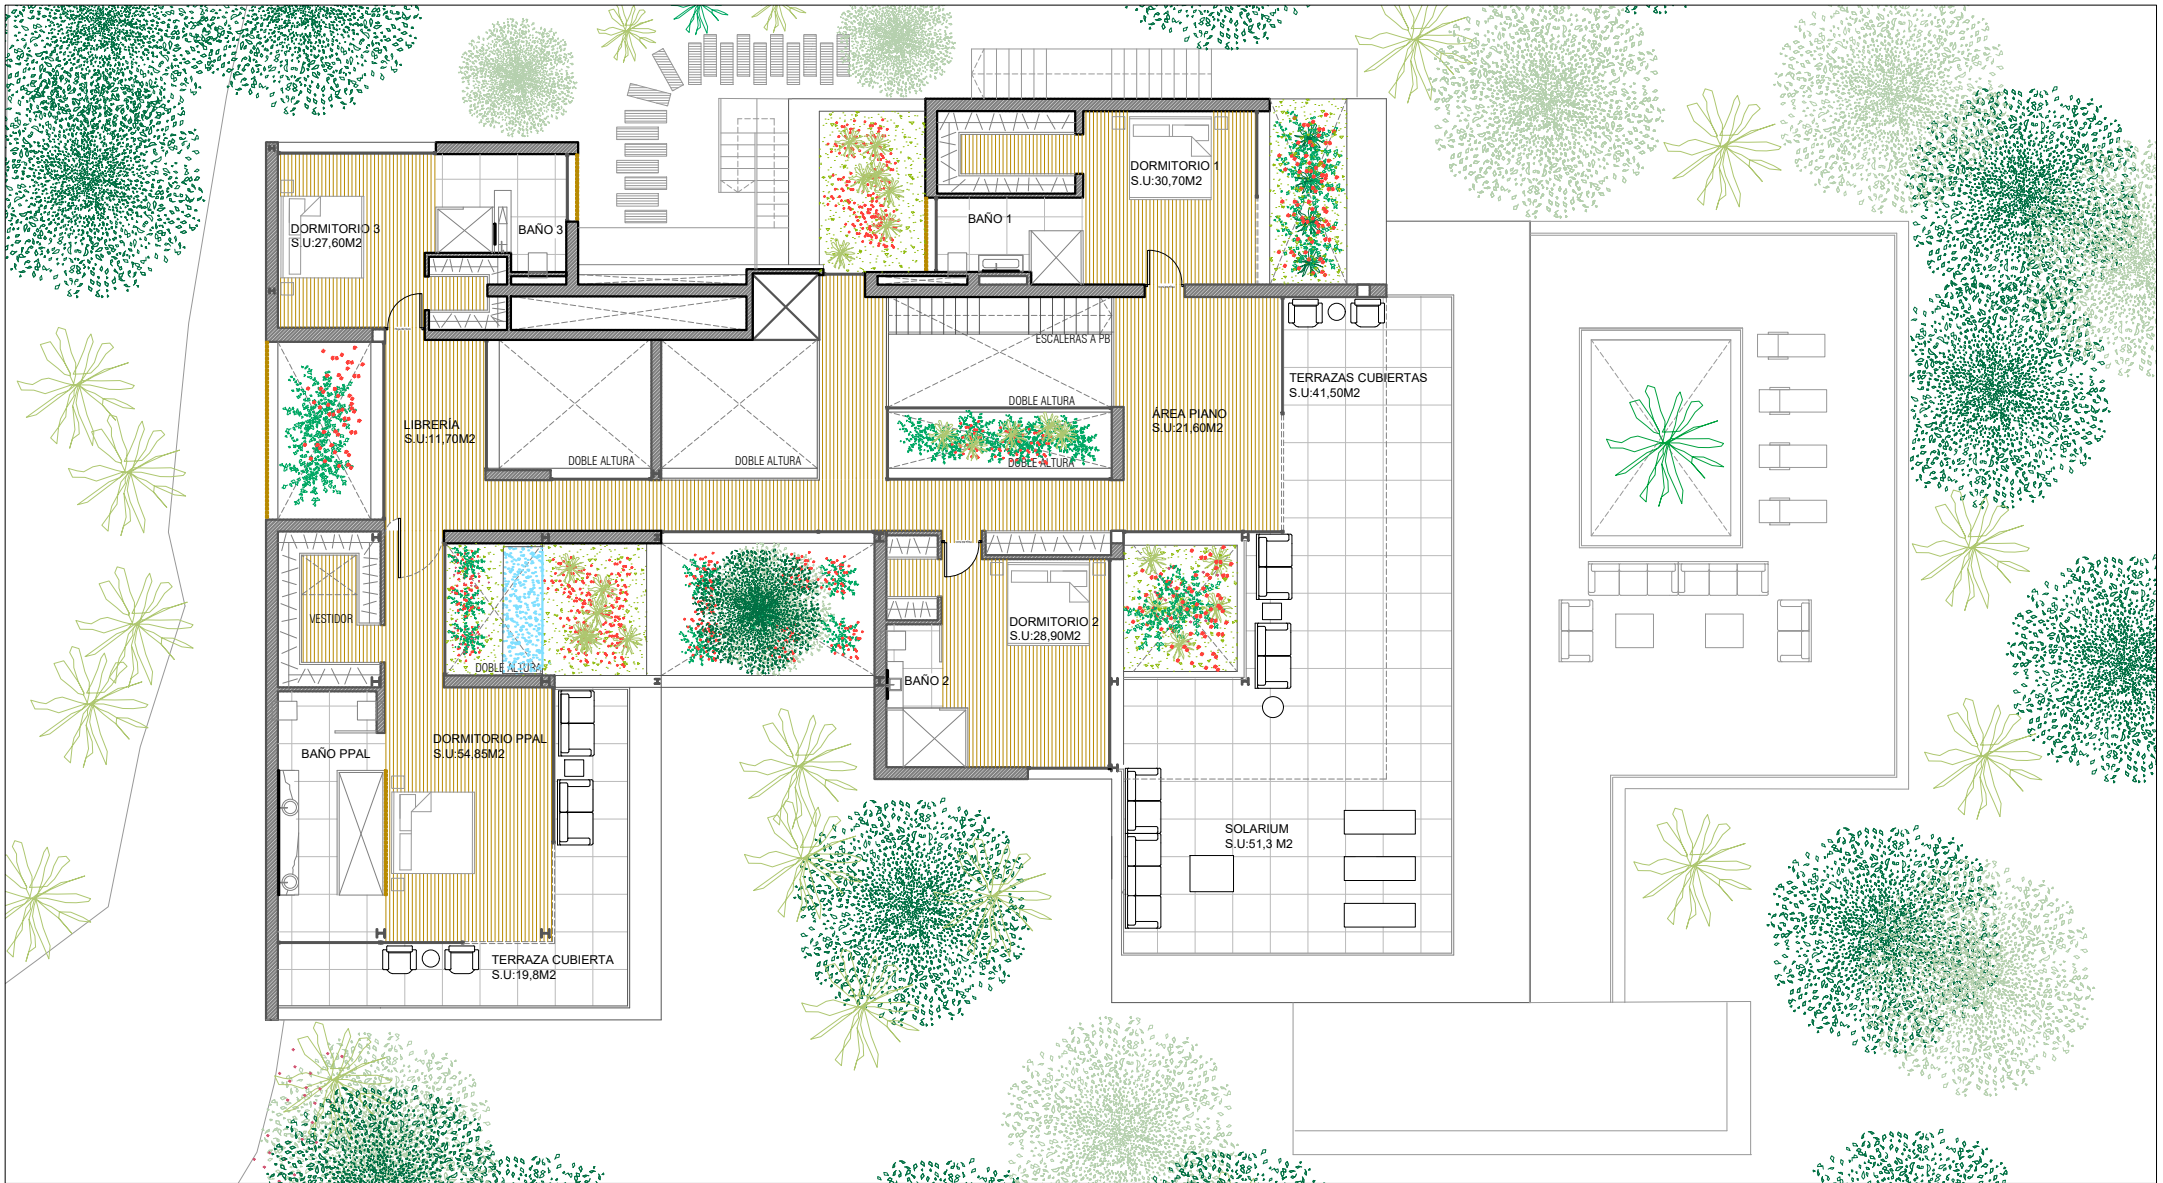 DORMITORIO 1
S.U:30,70M2
BAÑO 1
DORMITORIO 3
S.U:27,60M2
BAÑO 3
ESCALERAS A PB
DOBLE ALTURA
TERRAZAS CUBIERTAS
S.U:41,50M2
ÁREA PIANO
S.U:21,60M2
LIBRERÍA
S.U:11,70M2
DOBLE ALTURA
DOBLE ALTURA
DOBLE ALTURA
VESTIDOR
DORMITORIO 2
S.U:28,90M2
DOBLE ALTURA
BAÑO 2
DORMITORIO PPAL
S.U:54,85M2
BAÑO PPAL
SOLARIUM
S.U:51,3 M2
TERRAZA CUBIERTA
S.U:19,8M2